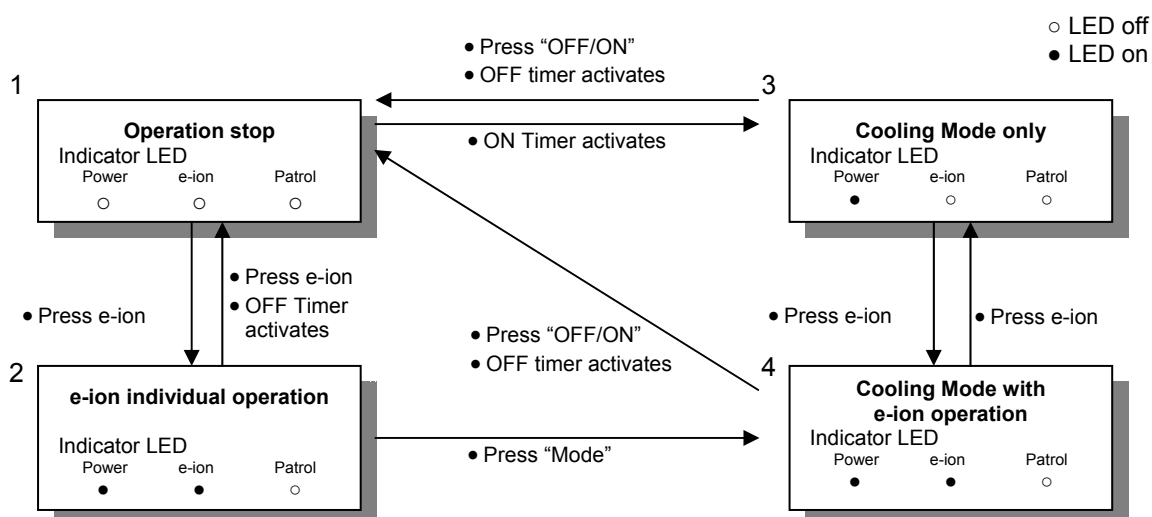 ○ LED off
● LED on
● Press “OFF/ON”
● OFF timer activates
● ON Timer activates
1
Operation stop
Indicator LED
Power e-ion Patrol
○ ○ ○
3
Cooling Mode only
Indicator LED
Power e-ion Patrol
● ○ ○
● Press e-ion
● Press e-ion
● OFF Timer
activates
● Press “OFF/ON”
● OFF timer activates
● Press e-ion
● Press e-ion
2
e-ion individual operation
Indicator LED
Power e-ion Patrol
● ● ○
● Press “Mode”
4
Cooling Mode with
e-ion operation
Indicator LED
Power e-ion Patrol
● ● ○